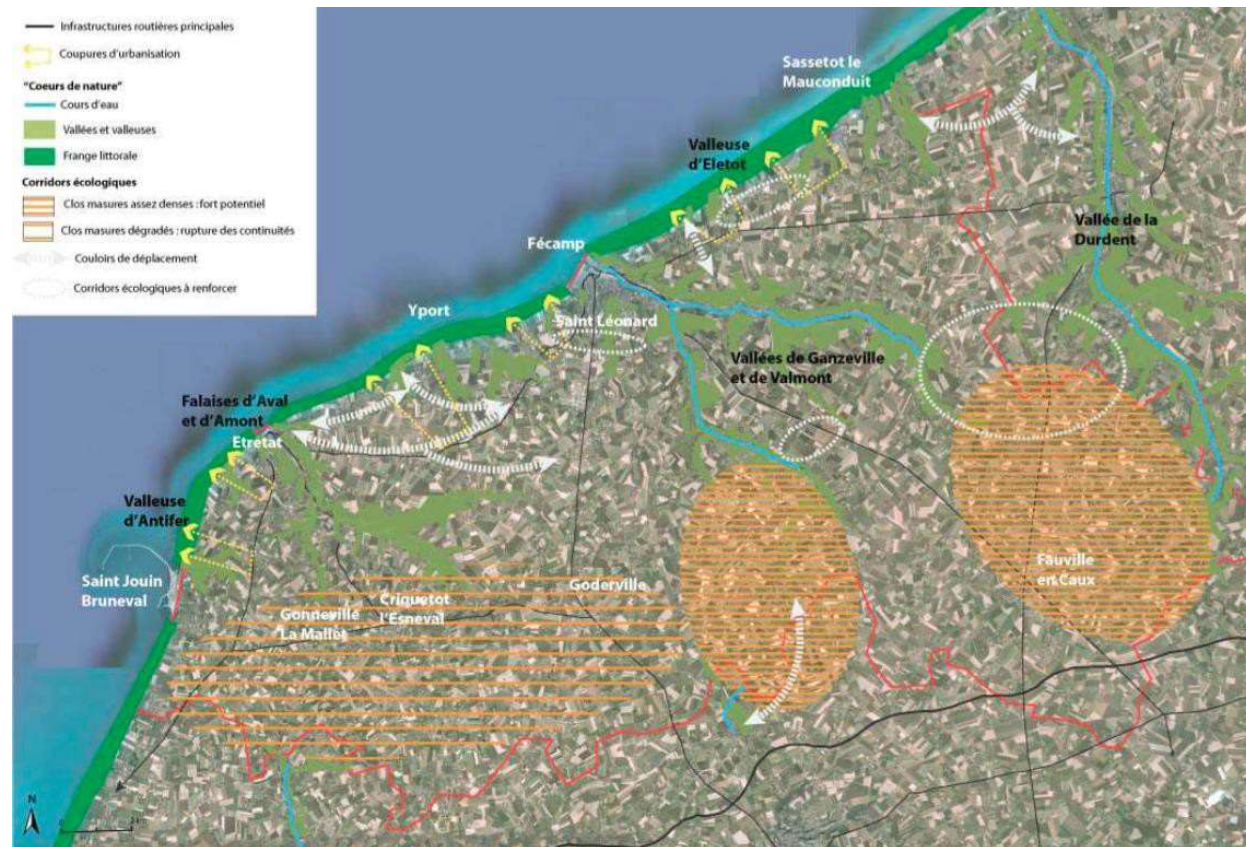 Infrastructures routières principales
Coupures d'urbanisation
"Coeurs de nature"
Cours d'eau
Vallées et valleuses
Frange littorale
Corridors écologiques
Clos masures assez denses : fort potentiel
Clos masures dégradés : rupture des continuités
Couloirs de déplacement
Corridors écologiques à renforcer
Sassetot le
Mauconduit
Valleuse
d'Eletot
Vallée de la
Durdent
Fécamp
Yport
Saint Léonard
Vallées de Ganzeville
et de Valmont
Falaises d'Aval
et d'Amont
Etretat
Valleuse
d'Antifer
Saint Jouin
Bruneval
Gonneville
La Mallet
Criquetot
l'Esneval
Goderville
Fauville
en Caux
N